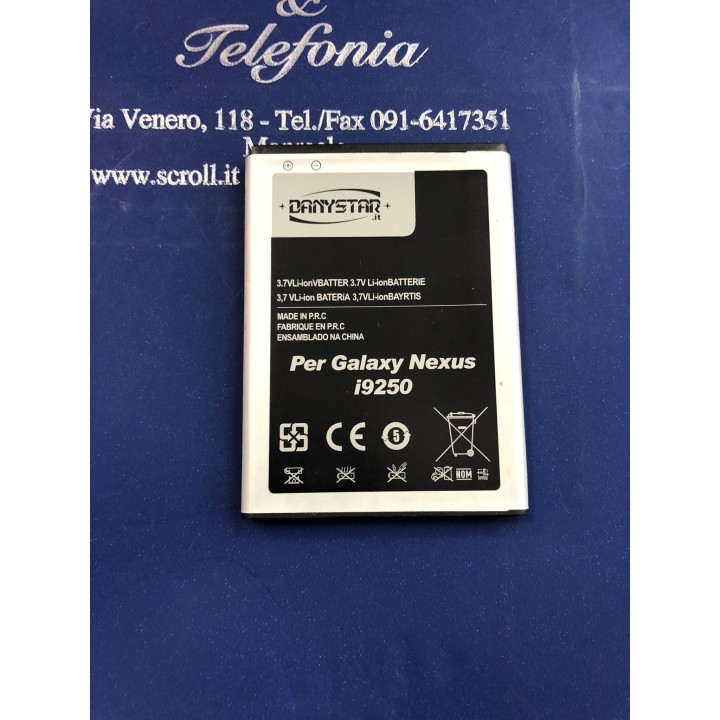 &
Telefonia
Via Venero, 118 - Tel./Fax 091-6417351
www.scroll.it
+ -
DANYSTAR
.it
3.7VLi-ionVBATTER 3.7V Li-ionBATTERIE
3,7 VLi-ion BATERIA 3,7VLi-ionBAYRTIS
MADE IN P.R.C
FABRIQUE EN P.R.C
ENSAMBLADO NA CHINA
Per Galaxy Nexus
i9250
CE 5
NOM